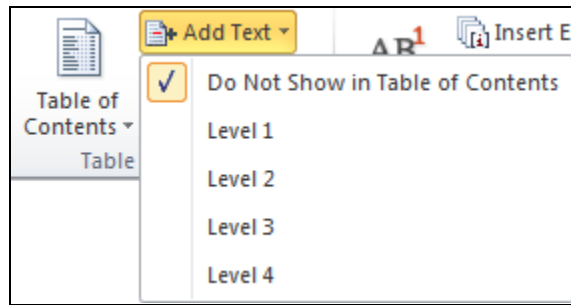 Add Text
AB1
Insert E
Do Not Show in Table of Contents
Table of
Contents
Level 1
Table
Level 2
Level 3
Level 4